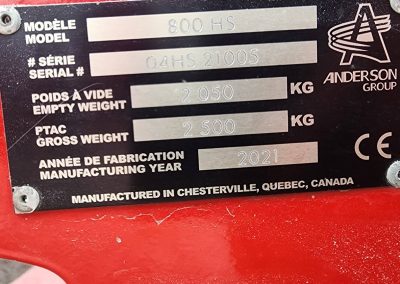 MODÈLE
MODEL 800 HS
# SÉRIE
SERIAL # 04HS 21005
POIDS À VIDE
EMPTY WEIGHT 2 050 KG
PTAC
GROSS WEIGHT 2 500 KG
ANNÉE DE FABRICATION
MANUFACTURING YEAR 2021
ANDERSON
GROUP
CE
MANUFACTURED IN CHESTERVILLE, QUEBEC, CANADA